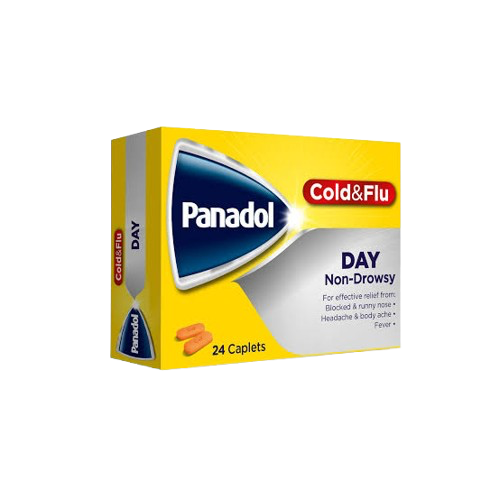 Cold&Flu
DAY
Panadol
Panadol
Cold&Flu
DAY
Non-Drowsy
For effective relief from:
Blocked & runny nose •
Headache & body ache •
Fever •
24 Caplets